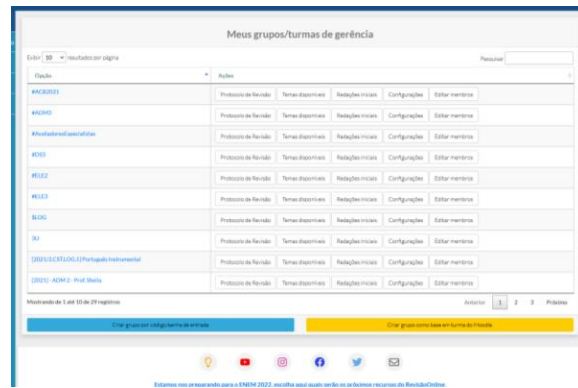 Meus grupos/turmas de gerência
Exibir 10 resultados por página
Pesquisar
Opção Ações
#ACB2021 Protocolo de Revisão Temas disponíveis Redações iniciais Configurações Editar membros
#ADM3 Protocolo de Revisão Temas disponíveis Redações iniciais Configurações Editar membros
#AvaliadoresEspecialistas Protocolo de Revisão Temas disponíveis Redações iniciais Configurações Editar membros
#DS3 Protocolo de Revisão Temas disponíveis Redações iniciais Configurações Editar membros
#ELE2 Protocolo de Revisão Temas disponíveis Redações iniciais Configurações Editar membros
#ELE3 Protocolo de Revisão Temas disponíveis Redações iniciais Configurações Editar membros
Protocolo de Revisão Temas disponíveis Redações iniciais Configurações Editar membros
Protocolo de Revisão Temas disponíveis Redações iniciais Configurações Editar membros
[2021/2.CST.LOG.1] Português Instrumental Protocolo de Revisão Temas disponíveis Redações iniciais Configurações Editar membros
[2021] - ADM 2 - Prof. Sheila Protocolo de Revisão Temas disponíveis Redações iniciais Configurações Editar membros
Mostrando de 1 até 10 de 29 registros
Anterior 1 2 3 Próximo
Criar grupo por código/senha de entrada
Criar grupo como base em turma do Moodle
Estamos nos preparando para o ENEM 2022, escolha aqui quais serão os próximos recursos do RevisãoOnline.